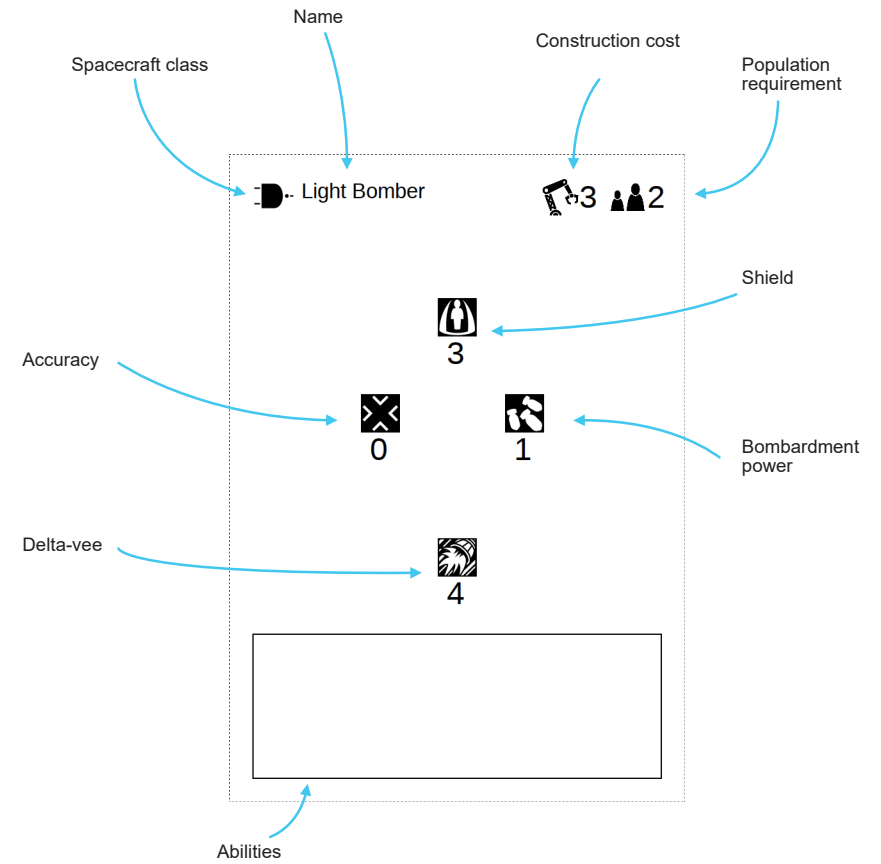 Name
Construction cost
Spacecraft class
Population
requirement
Light Bomber
3
2
Shield
3
Accuracy
0
1
Bombardment
power
Delta-vee
4
Abilities